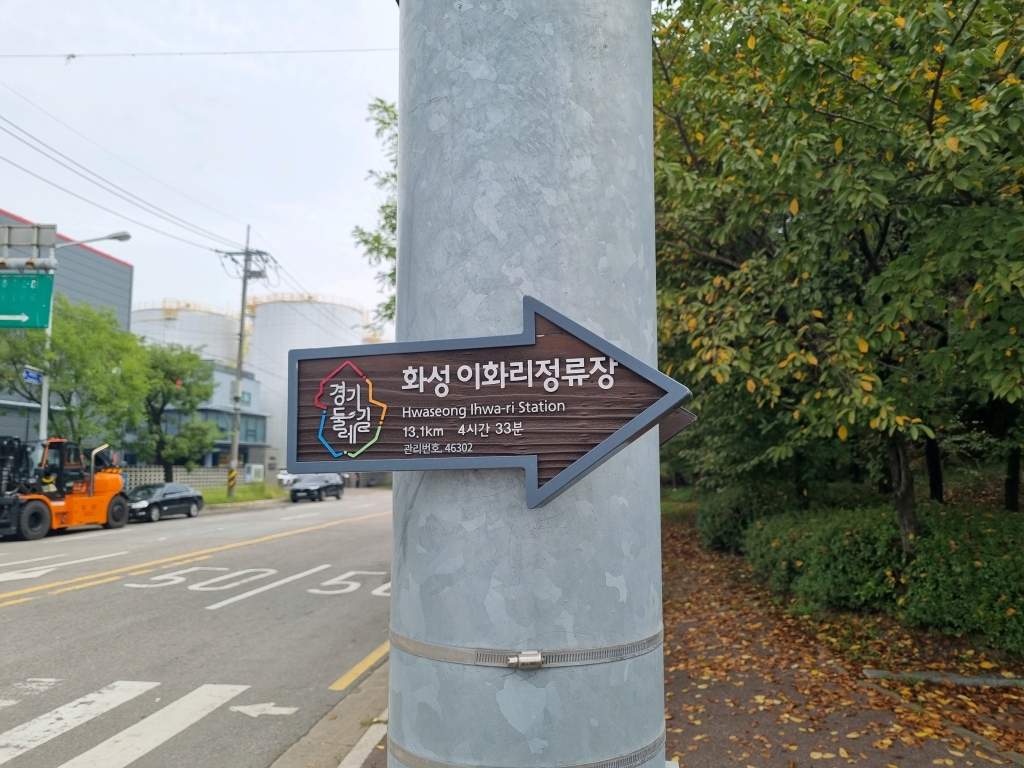 경기
둘레길
화성 이화리정류장
Hwaseong Ihwa-ri Station
13.1km 4시간 33분
관리번호. 46302
50 5